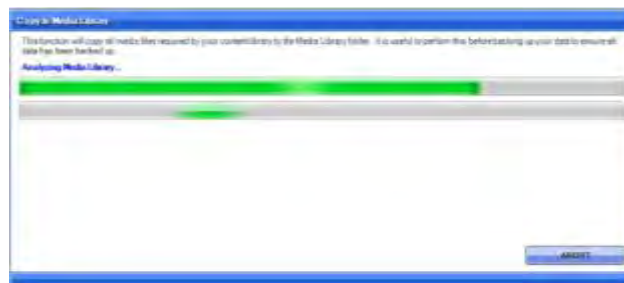 Copy to Media Library
This function will copy all media files required by your content library to the Media Library folder. It is useful to perform this before backing up your data to ensure all
data has been backed up.
Analyzing Media Library...
ABORT